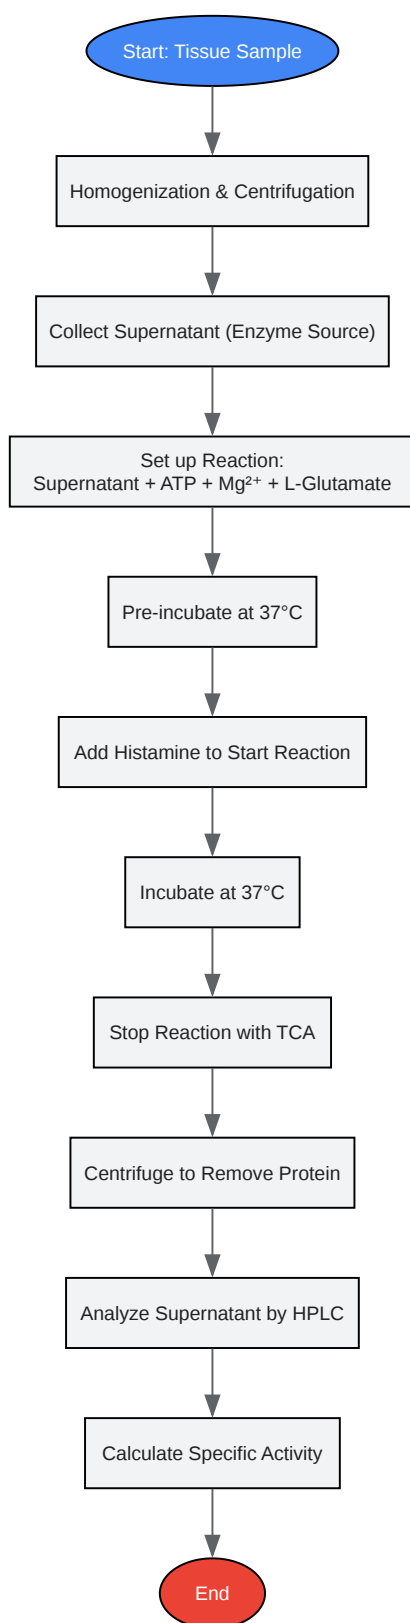 Start: Tissue Sample
Homogenization & Centrifugation
Collect Supernatant (Enzyme Source)
Set up Reaction:
Supernatant + ATP + Mg²⁺ + L-Glutamate
Pre-incubate at 37°C
Add Histamine to Start Reaction
Incubate at 37°C
Stop Reaction with TCA
Centrifuge to Remove Protein
Analyze Supernatant by HPLC
Calculate Specific Activity
End